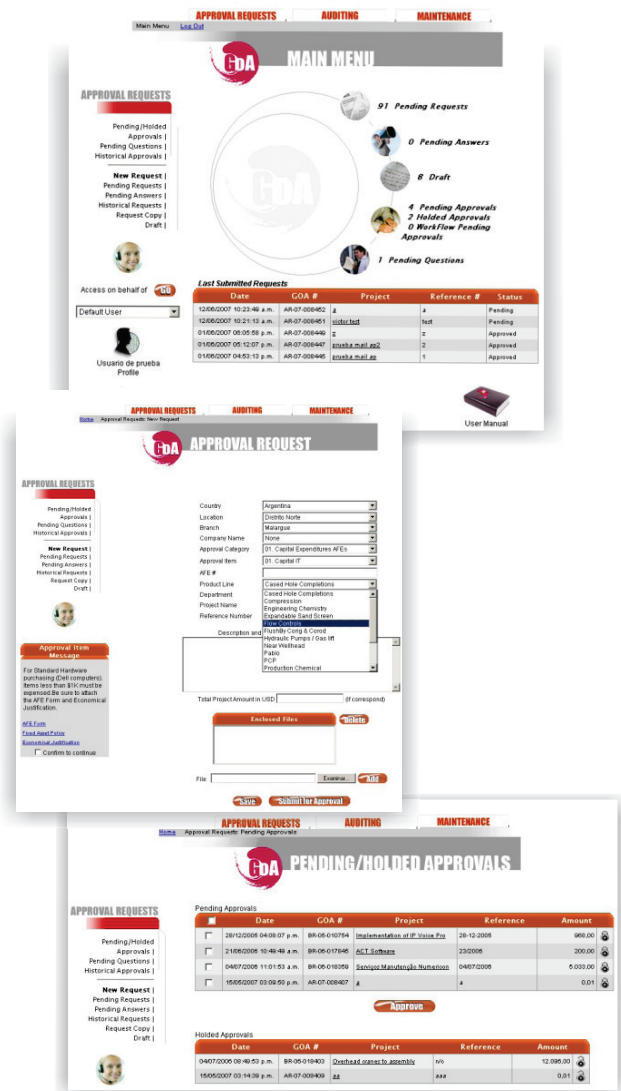 APPROVAL REQUESTS AUDITING MAINTENANCE
Main Menu Log Out
GDA MAIN MENU
APPROVAL REQUESTS
Pending/Holded
Approvals |
Pending Questions |
Historical Approvals |
New Request |
Pending Requests |
Pending Answers |
Historical Requests |
Request Copy |
Draft |
Access on behalf of GO
Default User
Usuario de prueba
Profile
GDA
91 Pending Requests
0 Pending Answers
8 Draft
4 Pending Approvals
2 Holded Approvals
0 WorkFlow Pending
Approvals
1 Pending Questions
Last Submitted Requests
Date GOA # Project Reference # Status
12/06/2007 10:23:49 a.m. AR-07-008452 a a Pending
12/06/2007 10:21:13 a.m. AR-07-008451 victor test test Pending
01/06/2007 06:05:58 p.m. AR-07-008449 z z Approved
01/06/2007 05:12:07 p.m. AR-07-008447 prueba mail ap2 2 Approved
01/06/2007 04:53:13 p.m. AR-07-008445 prueba mail ap 1 Approved
User Manual
APPROVAL REQUESTS AUDITING MAINTENANCE
Home Approval Requests: New Request
GDA APPROVAL REQUEST
APPROVAL REQUESTS
Pending/Holded
Approvals |
Pending Questions |
Historical Approvals |
New Request |
Pending Requests |
Pending Answers |
Historical Requests |
Request Copy |
Draft |
Approval Item
Message
For Standard Hardware
purchasing (Dell computers).
Items less than $1K must be
expensed.Be sure to attach
the AFE Form and Economical
Justification.
AFE Form
Fixed Asset Policy
Economical Justification
Confirm to continue
Country Argentina
Location Distrito Norte
Branch Malargue
Company Name None
Approval Category 01. Capital Expenditures AFEs
Approval Item 01. Capital IT
AFE #
Product Line Cased Hole Completions
Department Cased Hole Completions
Project Name Compression
Engineering Chemistry
Reference Number Expandable Sand Screen
Flow Controls
Description and FlushBy Corig & Corod
Hydraulic Pumps / Gas lift
Near Wellhead
Pablo
PCP
Production Chemical
Total Project Amount in USD (If correspond)
Enclosed Files Delete
File Examinar... Add
Save Submit for Approval
APPROVAL REQUESTS AUDITING MAINTENANCE
Home Approval Requests: Pending Approvals
GDA PENDING/HOLDED APPROVALS
APPROVAL REQUESTS
Pending/Holded
Approvals |
Pending Questions |
Historical Approvals |
New Request |
Pending Requests |
Pending Answers |
Historical Requests |
Request Copy |
Draft |
Pending Approvals
Date GOA # Project Reference Amount
28/12/2005 04:08:07 p.m. BR-05-010754 Implementation of IP Voice Pro 28-12-2005 968,00
21/06/2006 10:49:49 a.m. BR-06-017846 ACT Software 23/2006 200,00
04/07/2006 11:01:53 a.m. BR-06-018359 Serviços Manutenção Numericon 04/07/2006 5.033,00
15/05/2007 03:09:50 p.m. AR-07-008407 a a 0,01
Approve
Holded Approvals
Date GOA # Project Reference Amount
04/07/2006 08:49:53 p.m. BR-06-018403 Overhead cranes to assembly n/o 12.095,00
15/05/2007 03:14:39 p.m. AR-07-008409 aa aaa 0,01